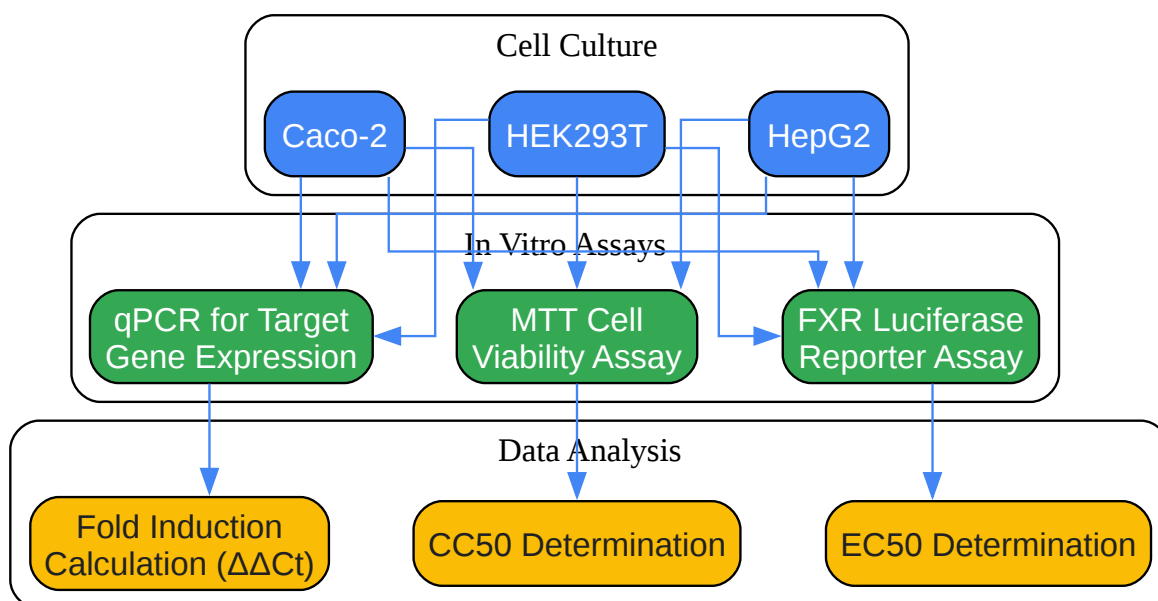 Cell Culture
Caco-2
HEK293T
HepG2
In Vitro Assays
qPCR for Target
Gene Expression
MTT Cell
Viability Assay
FXR Luciferase
Reporter Assay
Data Analysis
Fold Induction
Calculation (ΔΔCt)
CC50 Determination
EC50 Determination